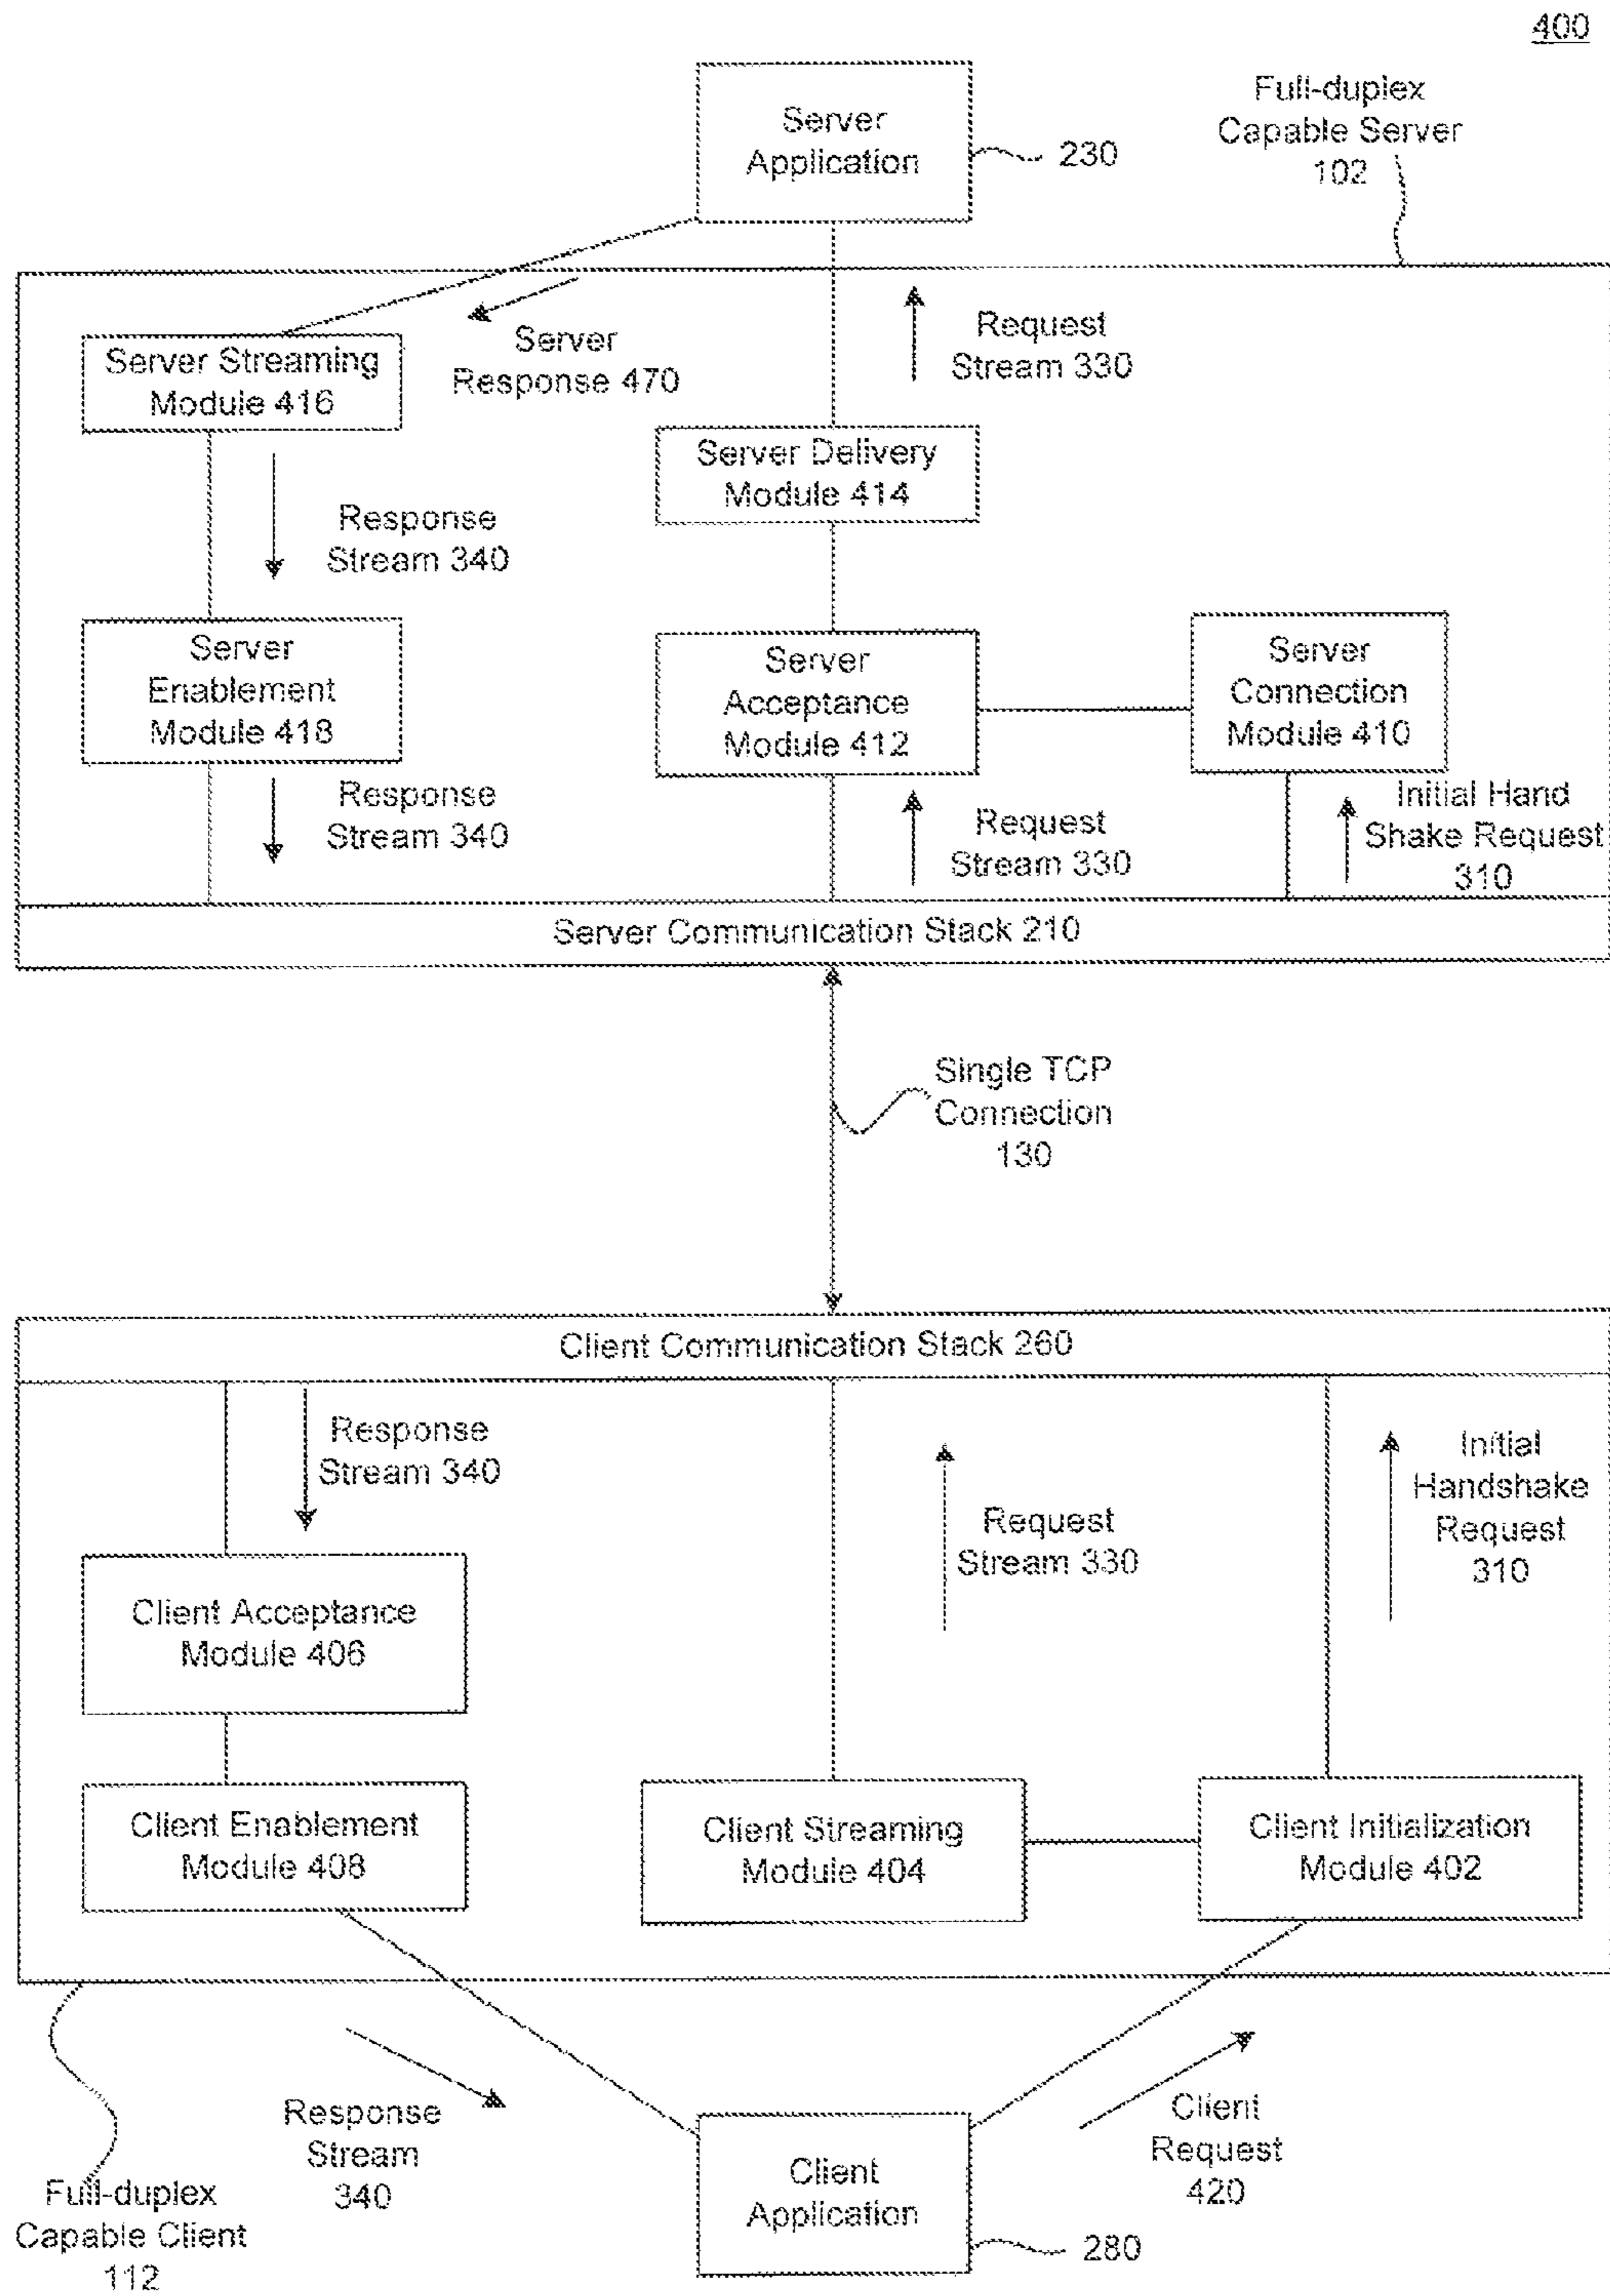 400
Server
Application
230
Full-duplex
Capable Server
102
Server Streaming
Module 416
Server
Response 470
Request
Stream 330
Server Delivery
Module 414
Response
Stream 340
Server
Enablement
Module 418
Server
Acceptance
Module 412
Server
Connection
Module 410
Response
Stream 340
Request
Stream 330
Initial Hand
Shake Request
310
Server Communication Stack 210
Single TCP
Connection
130
Client Communication Stack 260
Response
Stream 340
Request
Stream 330
Initial
Handshake
Request
310
Client Acceptance
Module 406
Client Enablement
Module 408
Client Streaming
Module 404
Client Initialization
Module 402
Response
Stream
340
Client
Request
420
Client
Application
280
Full-duplex
Capable Client
112